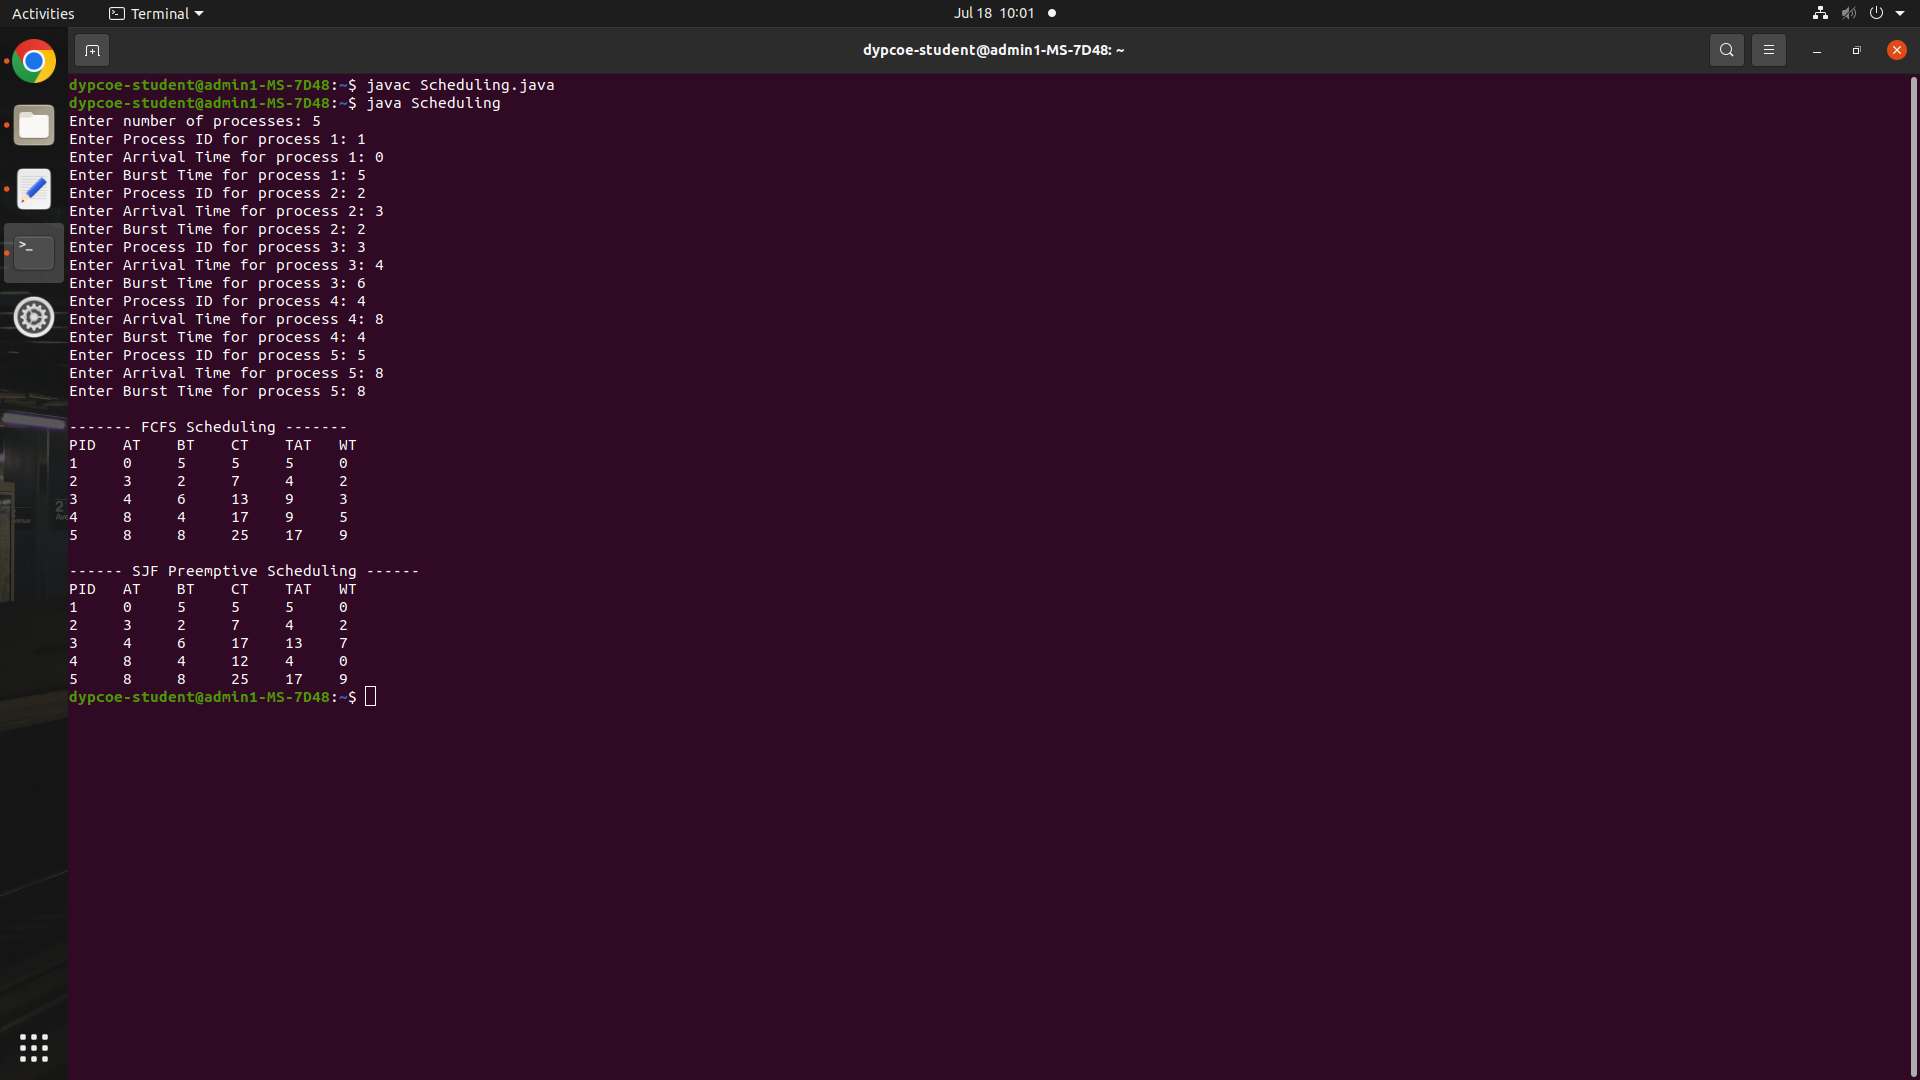 Activities Terminal Jul 18 10:01
dypcoe-student@admin1-MS-7D48: ~
dypcoe-student@admin1-MS-7D48:~$ javac Scheduling.java
dypcoe-student@admin1-MS-7D48:~$ java Scheduling
Enter number of processes: 5
Enter Process ID for process 1: 1
Enter Arrival Time for process 1: 0
Enter Burst Time for process 1: 5
Enter Process ID for process 2: 2
Enter Arrival Time for process 2: 3
Enter Burst Time for process 2: 2
Enter Process ID for process 3: 3
Enter Arrival Time for process 3: 4
Enter Burst Time for process 3: 6
Enter Process ID for process 4: 4
Enter Arrival Time for process 4: 8
Enter Burst Time for process 4: 4
Enter Process ID for process 5: 5
Enter Arrival Time for process 5: 8
Enter Burst Time for process 5: 8
------- FCFS Scheduling -------
PID AT BT CT TAT WT
1 0 5 5 5 0
2 3 2 7 4 2
3 4 6 13 9 3
4 8 4 17 9 5
5 8 8 25 17 9
------ SJF Preemptive Scheduling ------
PID AT BT CT TAT WT
1 0 5 5 5 0
2 3 2 7 4 2
3 4 6 17 13 7
4 8 4 12 4 0
5 8 8 25 17 9
dypcoe-student@admin1-MS-7D48:~$